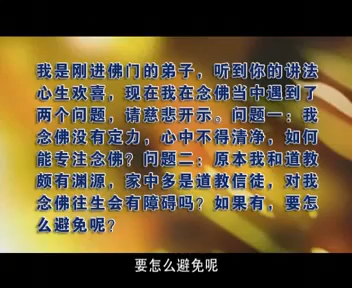 我是刚进佛门的弟子，听到你的讲法
心生欢喜，现在我在念佛当中遇到了
两个问题，请慈悲开示。问题一：我
念佛没有定力，心中不得清净，如何
能专注念佛？问题二：原本我和道教
颇有渊源，家中多是道教信徒，对我
念佛往生会有障碍吗？如果有，要怎
么避免呢？
要怎么避免呢